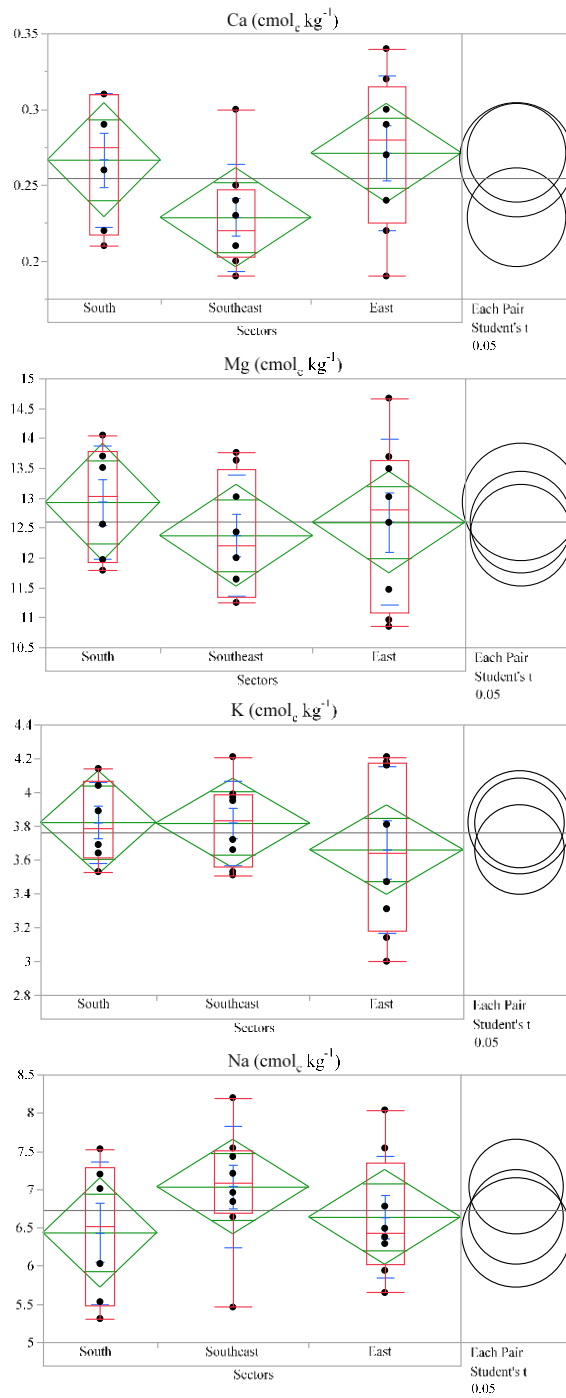 Ca (cmolc kg-1)
0.35
0.3
0.25
0.2
South Southeast East
Sectors
Each Pair
Student's t
0.05
Mg (cmolc kg-1)
15
14.5
14
13.5
13
12.5
12
11.5
11
10.5
South Southeast East
Sectors
Each Pair
Student's t
0.05
K (cmolc kg-1)
4.4
4.2
4
3.8
3.6
3.4
3.2
3
2.8
South Southeast East
Sectors
Each Pair
Student's t
0.05
Na (cmolc kg-1)
8.5
8
7.5
7
6.5
6
5.5
5
South Southeast East
Sectors
Each Pair
Student's t
0.05